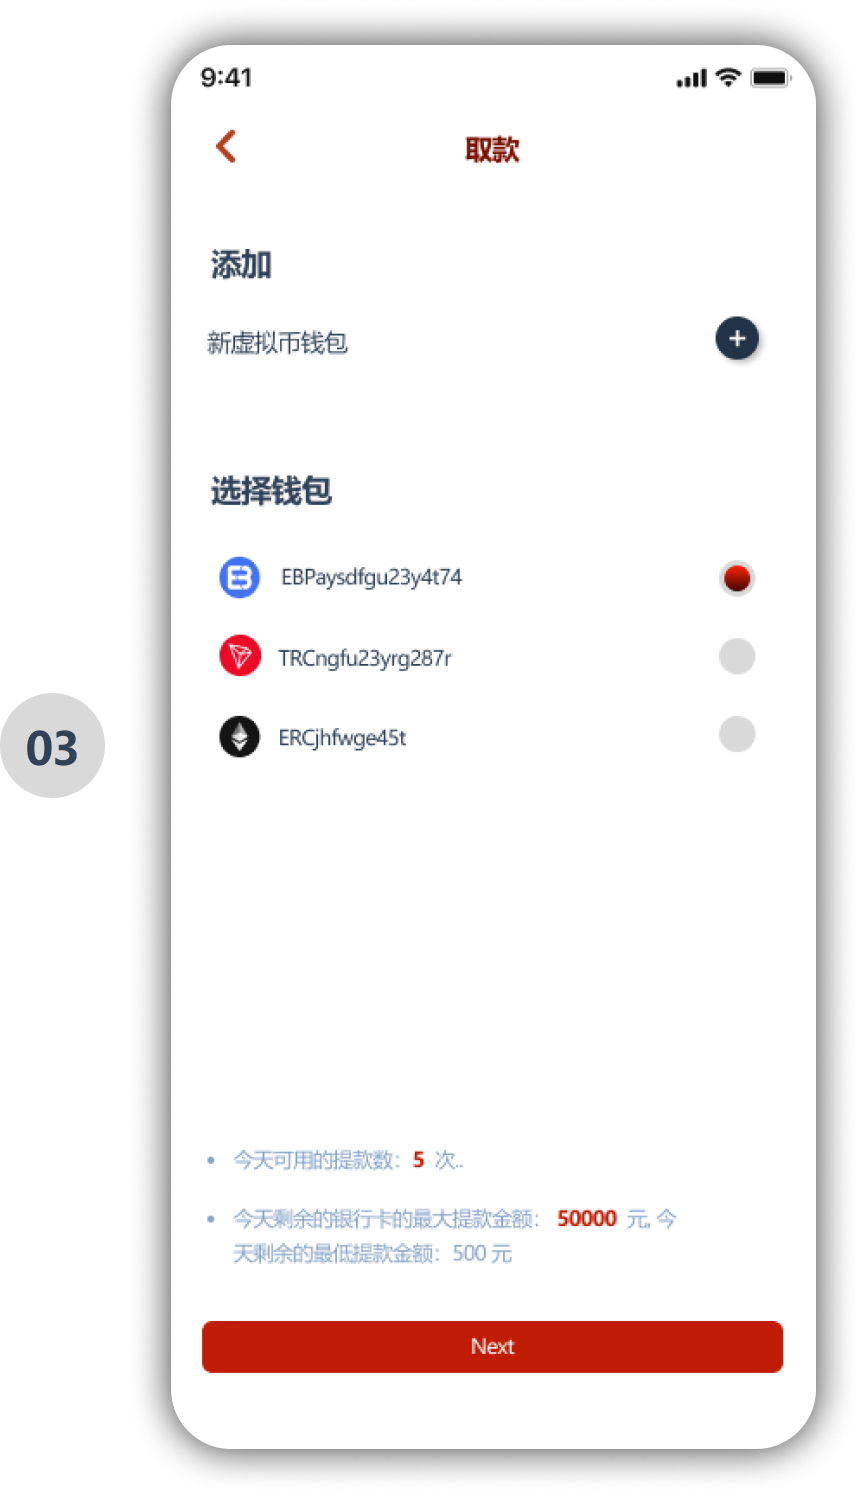 9:41
取款
添加
新虚拟币钱包
选择钱包
EBPaysdfgu23y4t74
TRCngfu23yrg287r
03
ERCjhfwge45t
今天可用的提款数：5 次..
今天剩余的银行卡的最大提款金额： 50000 元, 今
天剩余的最低提款金额：500 元
Next